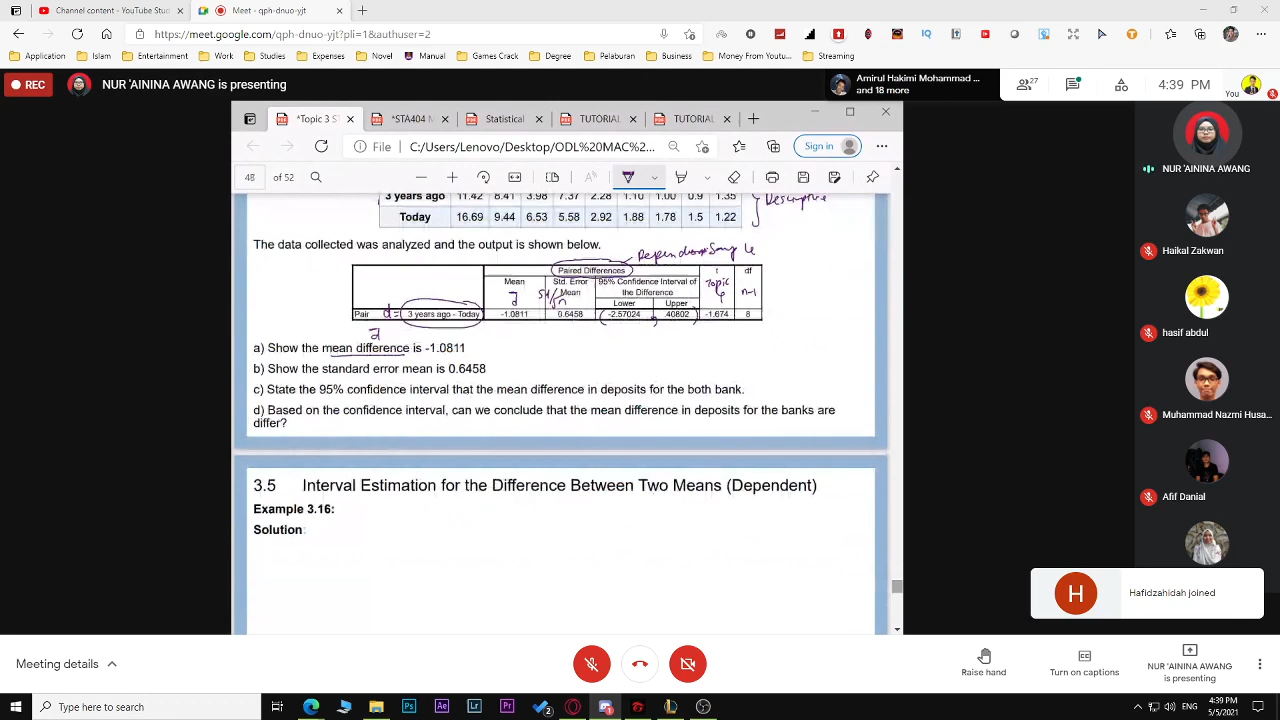 Content queue - YouTube Stud
Meet - qph-dnuo-yjt
https://meet.google.com/qph-dnuo-yjt?pli=1&authuser=2
Application Islam Expenses Entertainment Work Studies Novel Manual Games Crack Design Pelaburan Business Money From Youtu... Streaming
REC
NUR 'AININA AWANG is presenting
Amirul Hakimi Mohammad ...
and 18 more
27
4:39 PM
You
*Topic 3 ST
*STA404 M
Statistical
TUTORIAL
TUTORIAL
File C:/Users/Lenovo/Desktop/ODL%20MAC%2... Sign in
48 of 52
3 years ago 11.42 8.41 3.98 7.37 2.28 1.10 1.00 0.9 1.35
Descriptive
Today 16.69 9.44 6.53 5.58 2.92 1.88 1.78 1.5 1.22
The data collected was analyzed and the output is shown below.
Paired Differences t df
Mean Std. Error Mean 95% Confidence Interval of the Difference
n-1
Lower Upper
Pair d = 3 years ago - Today -1.0811 0.6458 -2.57024 .40802 -1.674 8
a) Show the mean difference is -1.0811
b) Show the standard error mean is 0.6458
c) State the 95% confidence interval that the mean difference in deposits for the both bank.
d) Based on the confidence interval, can we conclude that the mean difference in deposits for the banks are
differ?
3.5 Interval Estimation for the Difference Between Two Means (Dependent)
Example 3.16:
Solution:
NUR 'AININA AWANG
Haikal Zakwan
hasif abdul
Muhammad Nazmi Husa...
Afif Danial
H
Hafidzahidah joined
Meeting details
Raise hand
Turn on captions
NUR 'AININA AWANG
is presenting
Type here to search
ENG
4:39 PM
5/5/2021